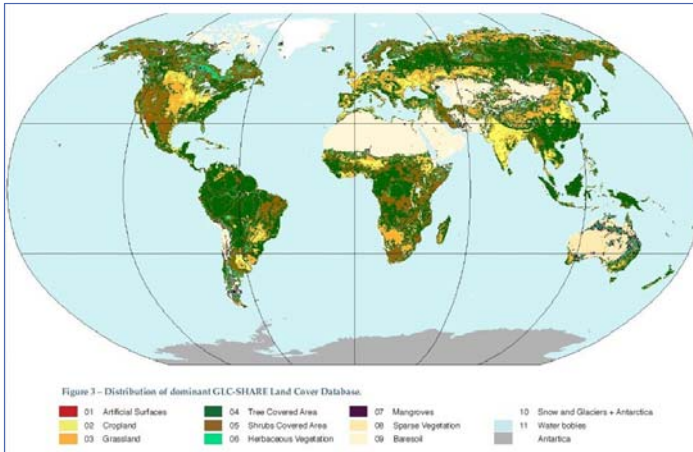 Figure 3 – Distribution of dominant GLC-SHARE Land Cover Database.
01 Artificial Surfaces
02 Cropland
03 Grassland
04 Tree Covered Area
05 Shrubs Covered Area
06 Herbaceous Vegetation
07 Mangroves
08 Sparse Vegetation
09 Baresoil
10 Snow and Glaciers + Antarctica
11 Water bobies
Antartica